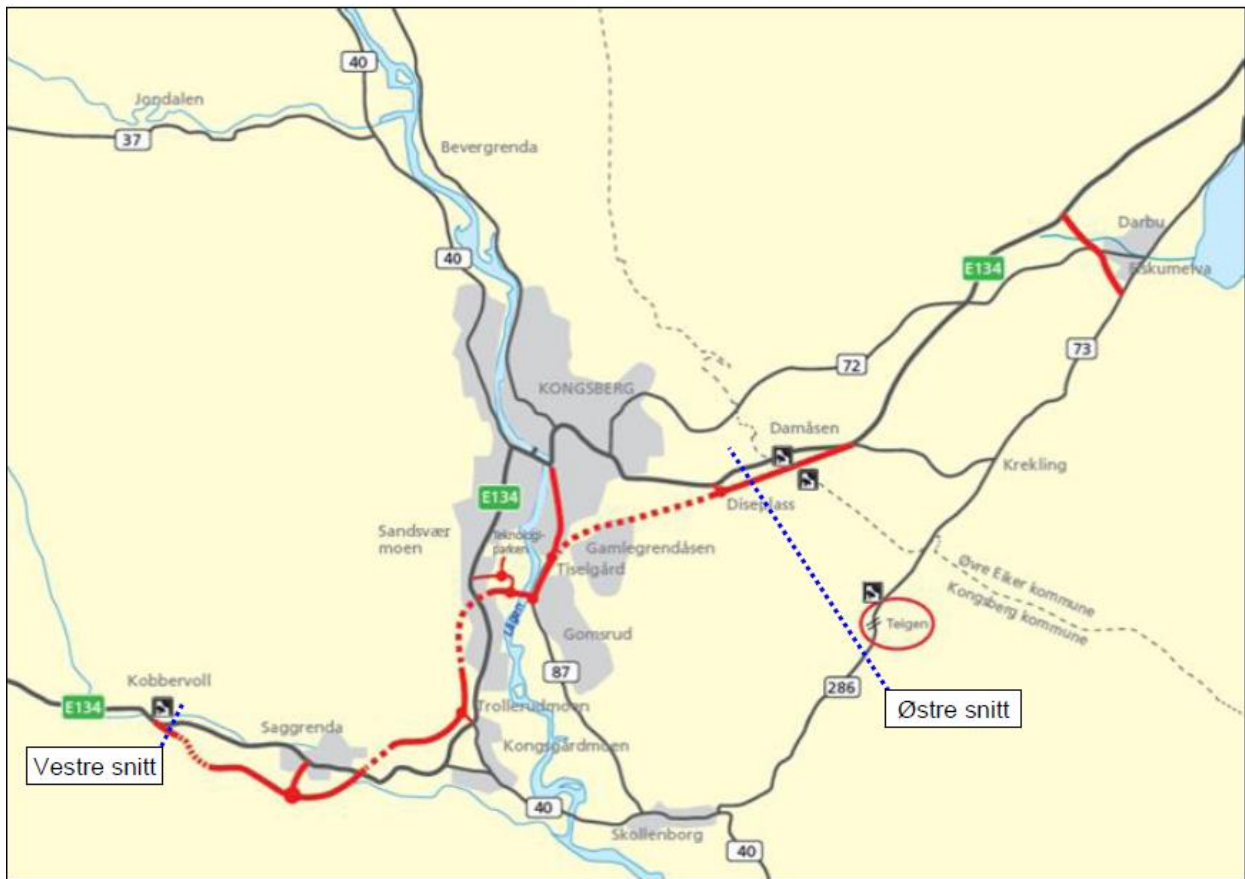 40
Jondalen
37
Bevergrenda
40
Darbu
E134
Eskumelva
73
72
KONGSBERG
Damåsen
Krekling
E134
Diseplass
Sandsvær
moen
Teknologi-
parken
Gamlegrendåsen
Tiselgård
Øvre Eiker kommune
Kongsberg kommune
Lågen
Teigen
Gomsrud
87
286
Østre snitt
Kobbervoll
E134
Trollerudmoen
Saggrenda
Kongsgårdmoen
Vestre snitt
40
Skollenborg
40